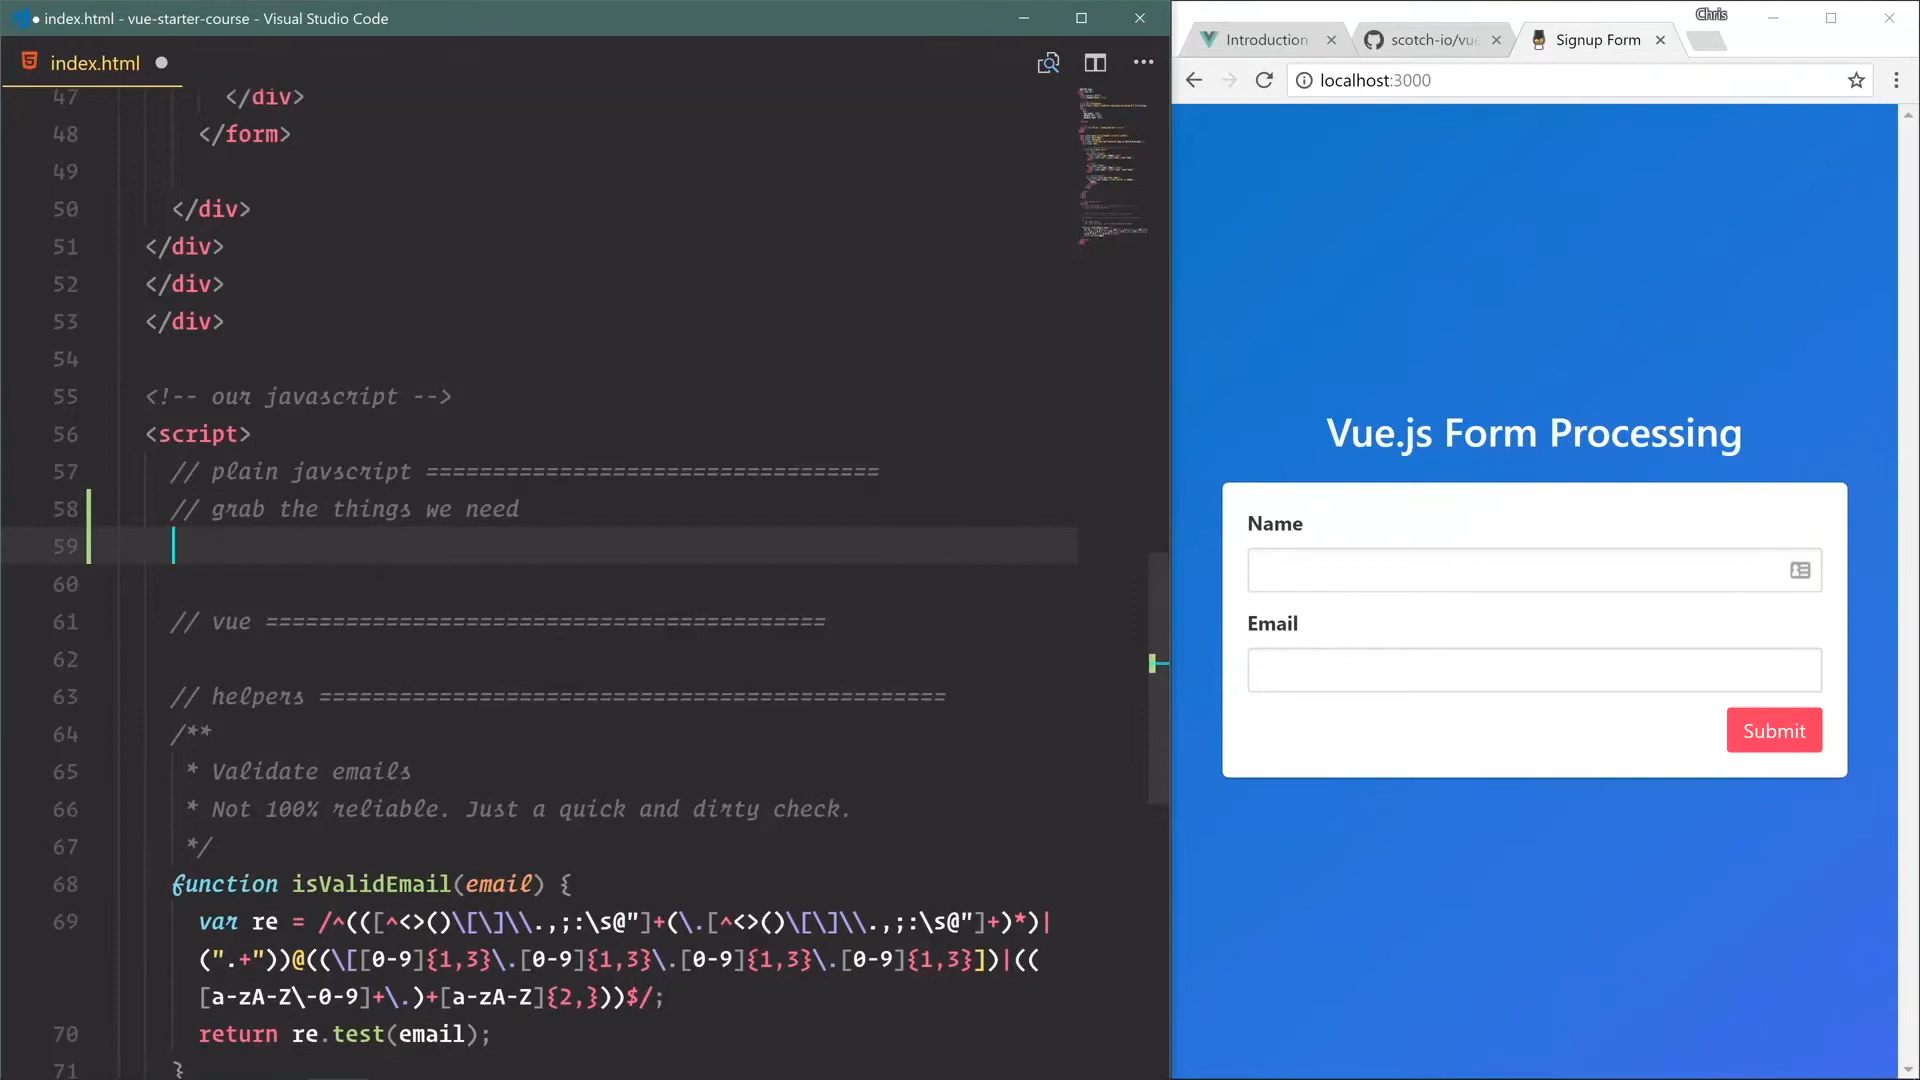 index.html - vue-starter-course - Visual Studio Code
index.html
47 </div>
48 </form>
49
50 </div>
51 </div>
52 </div>
53 </div>
54
55 <!-- our javascript -->
56 <script>
57 // plain javscript ==================================
58 // grab the things we need
59
60
61 // vue ==========================================
62
63 // helpers ===============================================
64 /**
65 * Validate emails
66 * Not 100% reliable. Just a quick and dirty check.
67 */
68 function isValidEmail(email) {
69 var re = /^(([^<>()\[\]\\.,;:\s@"]+(\.[^<>()\[\]\\.,;:\s@"]+)*)|
(".+"))@((\[[0-9]{1,3}\.[0-9]{1,3}\.[0-9]{1,3}\.[0-9]{1,3}])|((
[a-zA-Z\-0-9]+\.)+[a-zA-Z]{2,}))$/;
70 return re.test(email);
71 }
Chris
Introduction
scotch-io/vue
Signup Form
localhost:3000
Vue.js Form Processing
Name
Email
Submit